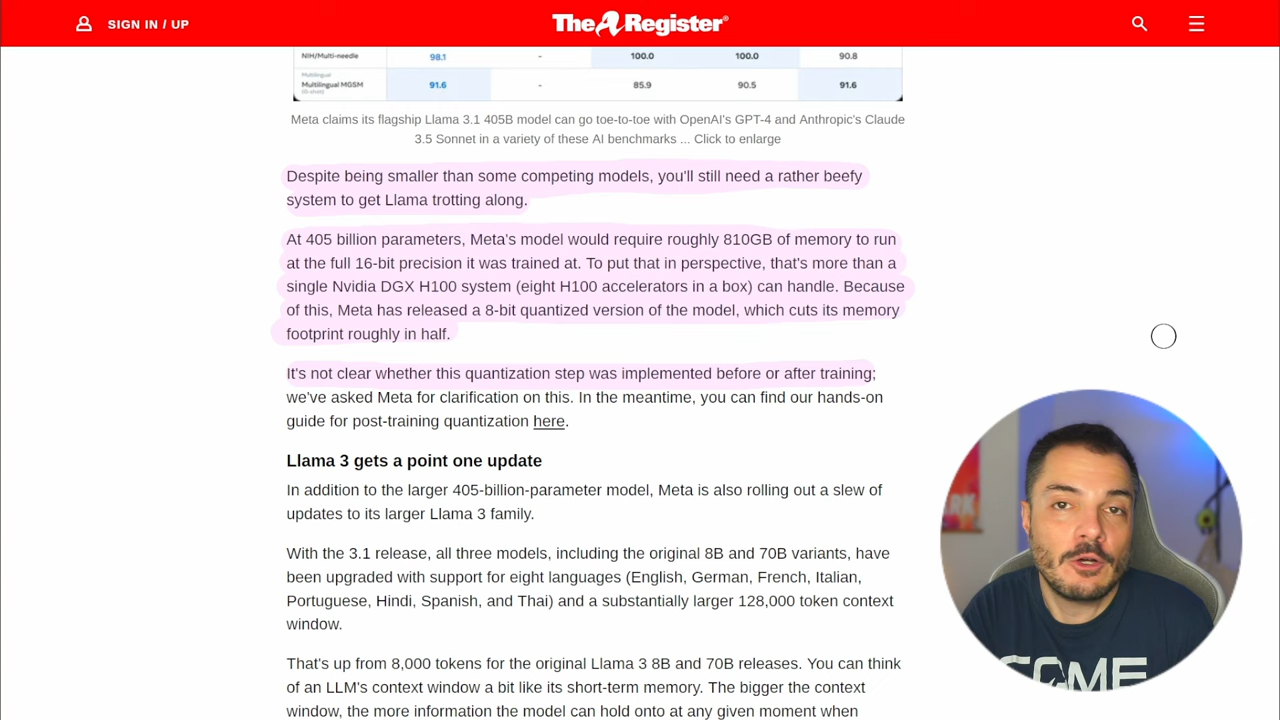 SIGN IN / UP
The Register®
NIH/Multi-needle 98.1 - 100.0 100.0 90.8
Multilingual
Multilingual MGSM 91.6 - 85.9 90.5 91.6
Meta claims its flagship Llama 3.1 405B model can go toe-to-toe with OpenAI's GPT-4 and Anthropic's Claude
3.5 Sonnet in a variety of these AI benchmarks ... Click to enlarge
Despite being smaller than some competing models, you'll still need a rather beefy
system to get Llama trotting along.
At 405 billion parameters, Meta's model would require roughly 810GB of memory to run
at the full 16-bit precision it was trained at. To put that in perspective, that's more than a
single Nvidia DGX H100 system (eight H100 accelerators in a box) can handle. Because
of this, Meta has released a 8-bit quantized version of the model, which cuts its memory
footprint roughly in half.
It's not clear whether this quantization step was implemented before or after training;
we've asked Meta for clarification on this. In the meantime, you can find our hands-on
guide for post-training quantization here.
Llama 3 gets a point one update
In addition to the larger 405-billion-parameter model, Meta is also rolling out a slew of
updates to its larger Llama 3 family.
With the 3.1 release, all three models, including the original 8B and 70B variants, have
been upgraded with support for eight languages (English, German, French, Italian,
Portuguese, Hindi, Spanish, and Thai) and a substantially larger 128,000 token context
window.
That's up from 8,000 tokens for the original Llama 3 8B and 70B releases. You can think
of an LLM's context window a bit like its short-term memory. The bigger the context
window, the more information the model can hold onto at any given moment when